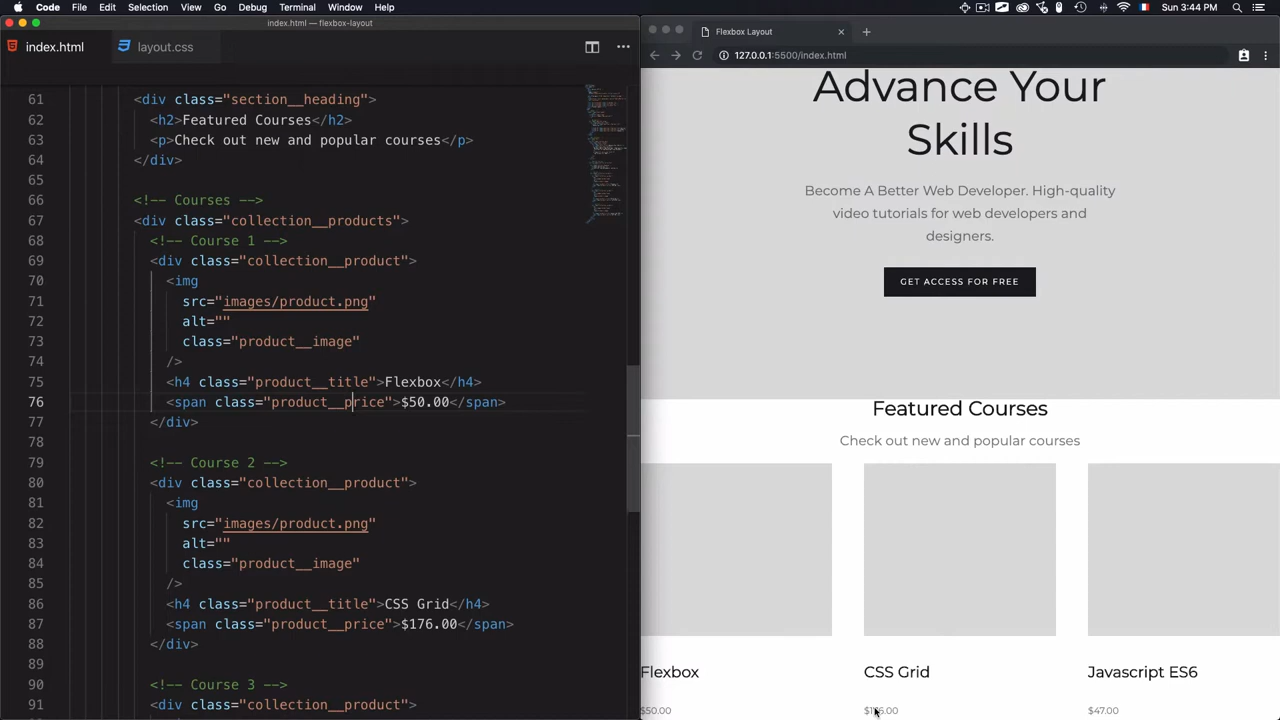 Code File Edit Selection View Go Debug Terminal Window Help
Sun 3:44 PM
index.html — flexbox-layout
index.html
layout.css
61 <div class="section__heading">
62 <h2>Featured Courses</h2>
63 <p>Check out new and popular courses</p>
64 </div>
65
66 <!-- courses -->
67 <div class="collection__products">
68 <!-- Course 1 -->
69 <div class="collection__product">
70 <img
71 src="images/product.png"
72 alt=""
73 class="product__image"
74 />
75 <h4 class="product__title">Flexbox</h4>
76 <span class="product__price">$50.00</span>
77 </div>
78
79 <!-- Course 2 -->
80 <div class="collection__product">
81 <img
82 src="images/product.png"
83 alt=""
84 class="product__image"
85 />
86 <h4 class="product__title">CSS Grid</h4>
87 <span class="product__price">$176.00</span>
88 </div>
89
90 <!-- Course 3 -->
91 <div class="collection__product">
Flexbox Layout
127.0.0.1:5500/index.html
Advance Your
Skills
Become A Better Web Developer. High-quality
video tutorials for web developers and
designers.
GET ACCESS FOR FREE
Featured Courses
Check out new and popular courses
Flexbox CSS Grid Javascript ES6
$50.00 $176.00 $47.00